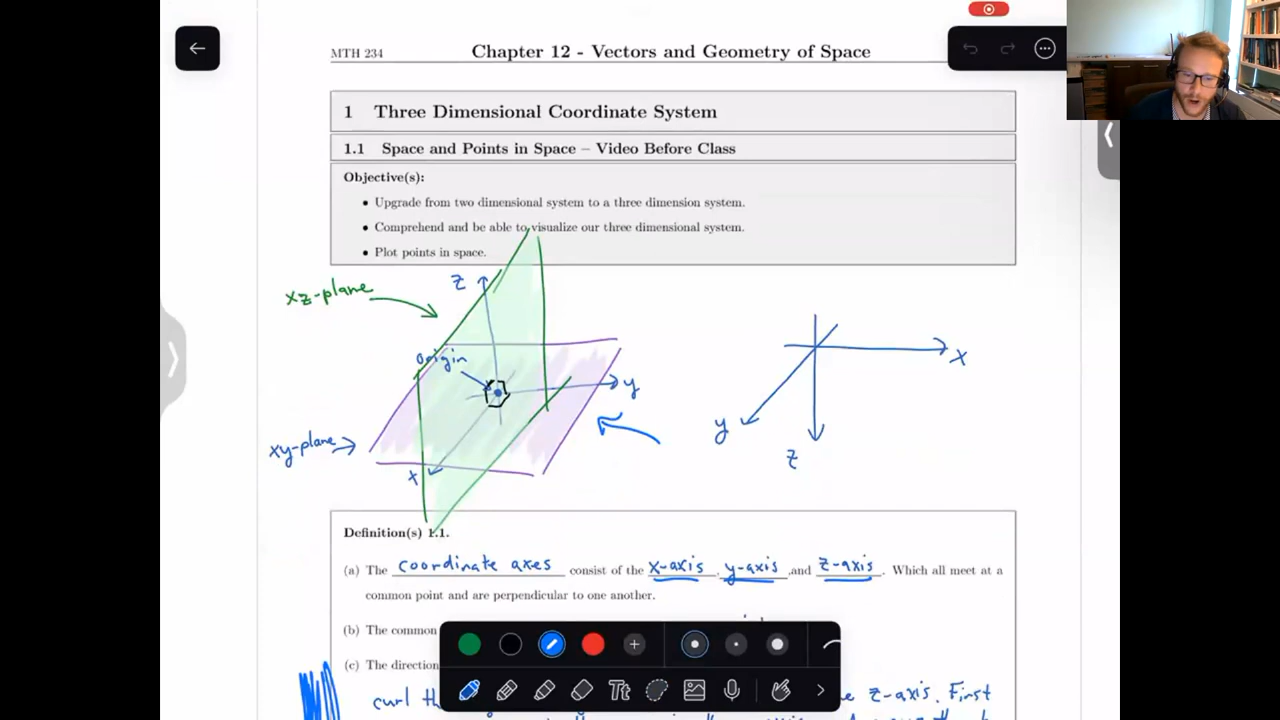 MTH 234
Chapter 12 - Vectors and Geometry of Space
1 Three Dimensional Coordinate System
1.1 Space and Points in Space – Video Before Class
Objective(s):
• Upgrade from two dimensional system to a three dimension system.
• Comprehend and be able to visualize our three dimensional system.
• Plot points in space.
xz-plane
z
origin
y
xy-plane
x
x
y
z
Definition(s) 1.1.
(a) The coordinate axes consist of the x-axis, y-axis, and z-axis. Which all meet at a
common point and are perpendicular to one another.
(b) The common
(c) The direction
curl th
z-axis. First
Tt